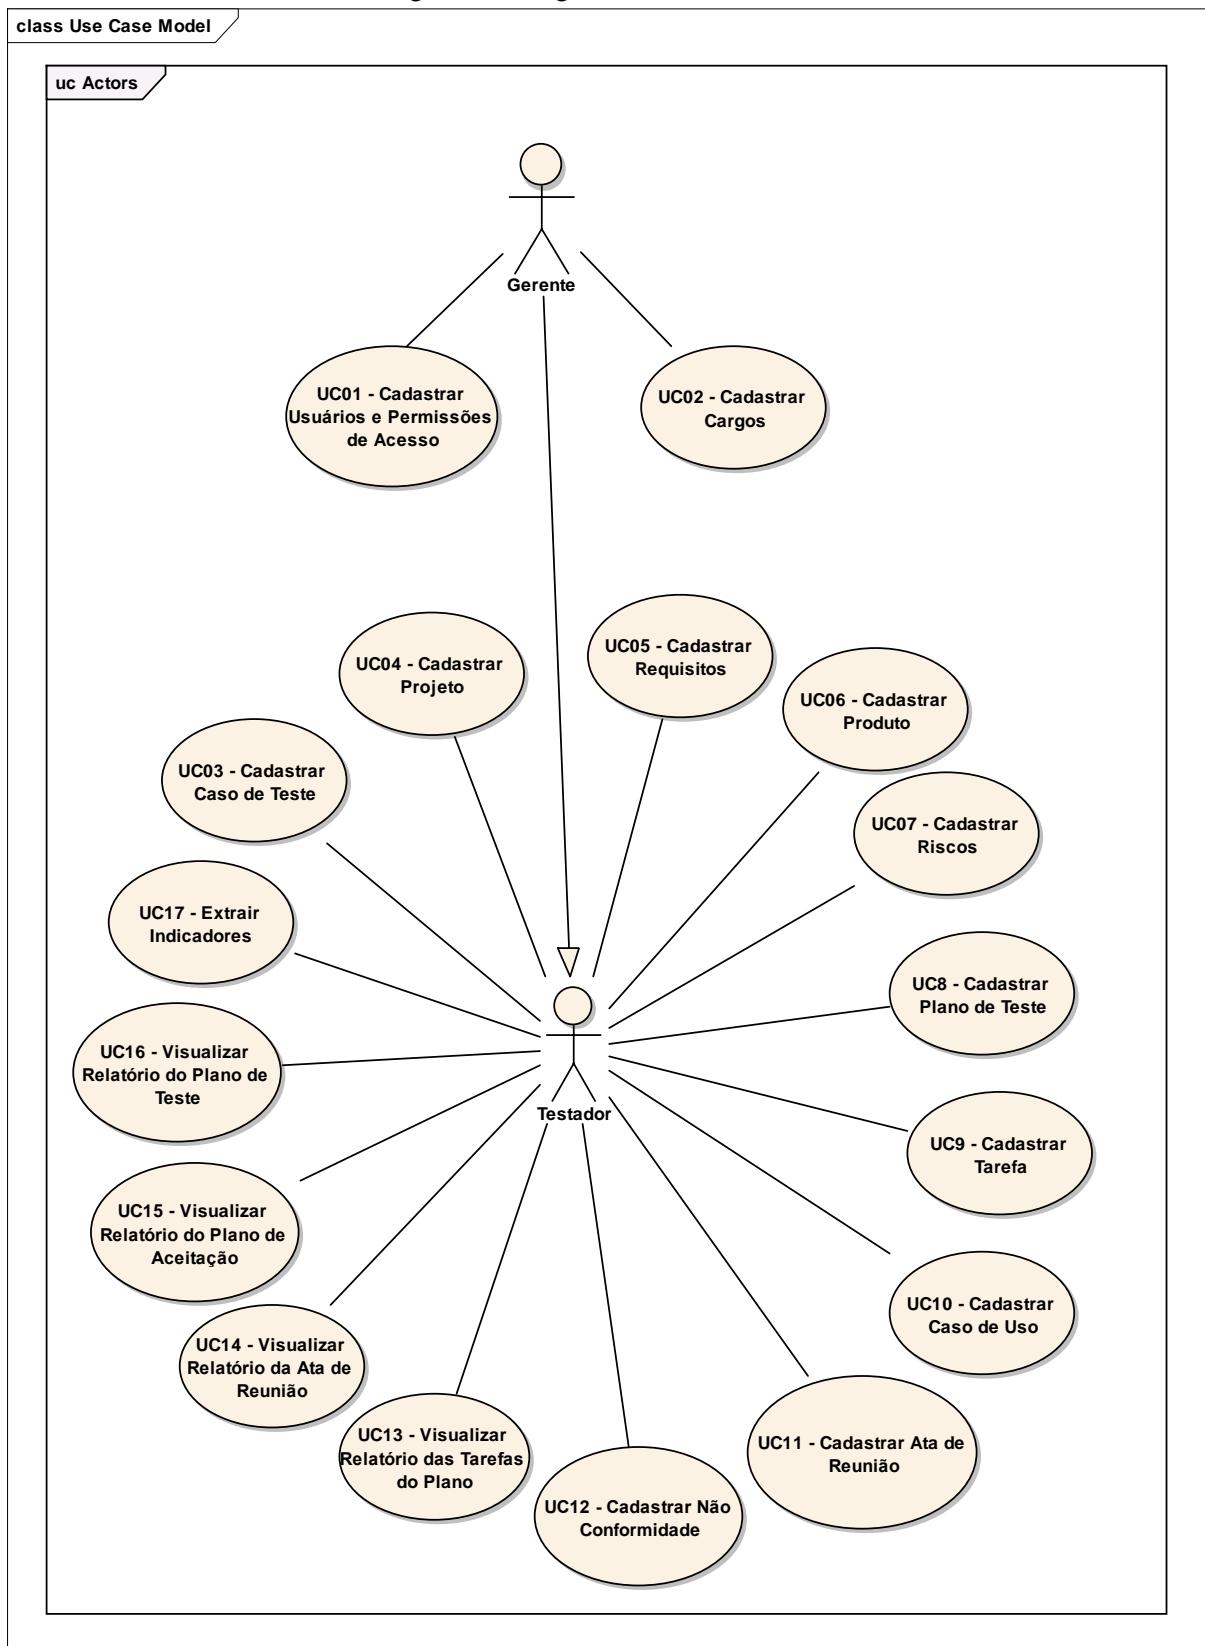 class Use Case Model
uc Actors
Gerente
UC01 - Cadastrar
Usuários e Permissões
de Acesso
UC02 - Cadastrar
Cargos
UC04 - Cadastrar
Projeto
UC05 - Cadastrar
Requisitos
UC06 - Cadastrar
Produto
UC03 - Cadastrar
Caso de Teste
UC07 - Cadastrar
Riscos
UC17 - Extrair
Indicadores
UC8 - Cadastrar
Plano de Teste
UC16 - Visualizar
Relatório do Plano de
Teste
Testador
UC9 - Cadastrar
Tarefa
UC15 - Visualizar
Relatório do Plano de
Aceitação
UC10 - Cadastrar
Caso de Uso
UC14 - Visualizar
Relatório da Ata de
Reunião
UC13 - Visualizar
Relatório das Tarefas
do Plano
UC11 - Cadastrar Ata de
Reunião
UC12 - Cadastrar Não
Conformidade